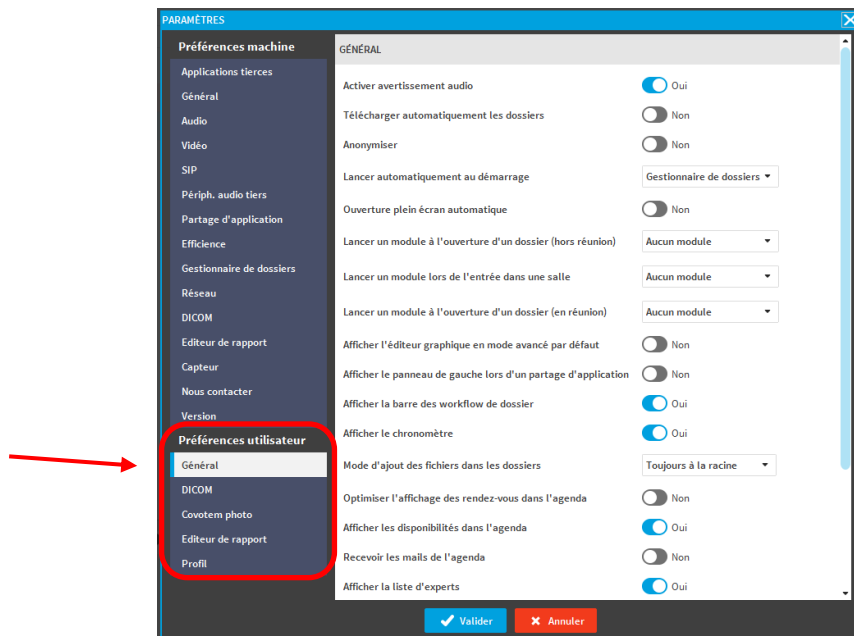 PARAMÈTRES
Préférences machine
Applications tierces
Général
Audio
Vidéo
SIP
Périph. audio tiers
Partage d'application
Efficience
Gestionnaire de dossiers
Réseau
DICOM
Editeur de rapport
Capteur
Nous contacter
Version
Préférences utilisateur
Général
DICOM
Covotem photo
Editeur de rapport
Profil
GÉNÉRAL
Activer avertissement audio Oui
Télécharger automatiquement les dossiers Non
Anonymiser Non
Lancer automatiquement au démarrage Gestionnaire de dossiers
Ouverture plein écran automatique Non
Lancer un module à l'ouverture d'un dossier (hors réunion) Aucun module
Lancer un module lors de l'entrée dans une salle Aucun module
Lancer un module à l'ouverture d'un dossier (en réunion) Aucun module
Afficher l'éditeur graphique en mode avancé par défaut Non
Afficher le panneau de gauche lors d'un partage d'application Non
Afficher la barre des workflow de dossier Oui
Afficher le chronomètre Oui
Mode d'ajout des fichiers dans les dossiers Toujours à la racine
Optimiser l'affichage des rendez-vous dans l'agenda Non
Afficher les disponibilités dans l'agenda Oui
Recevoir les mails de l'agenda Non
Afficher la liste d'experts Oui
Valider Annuler